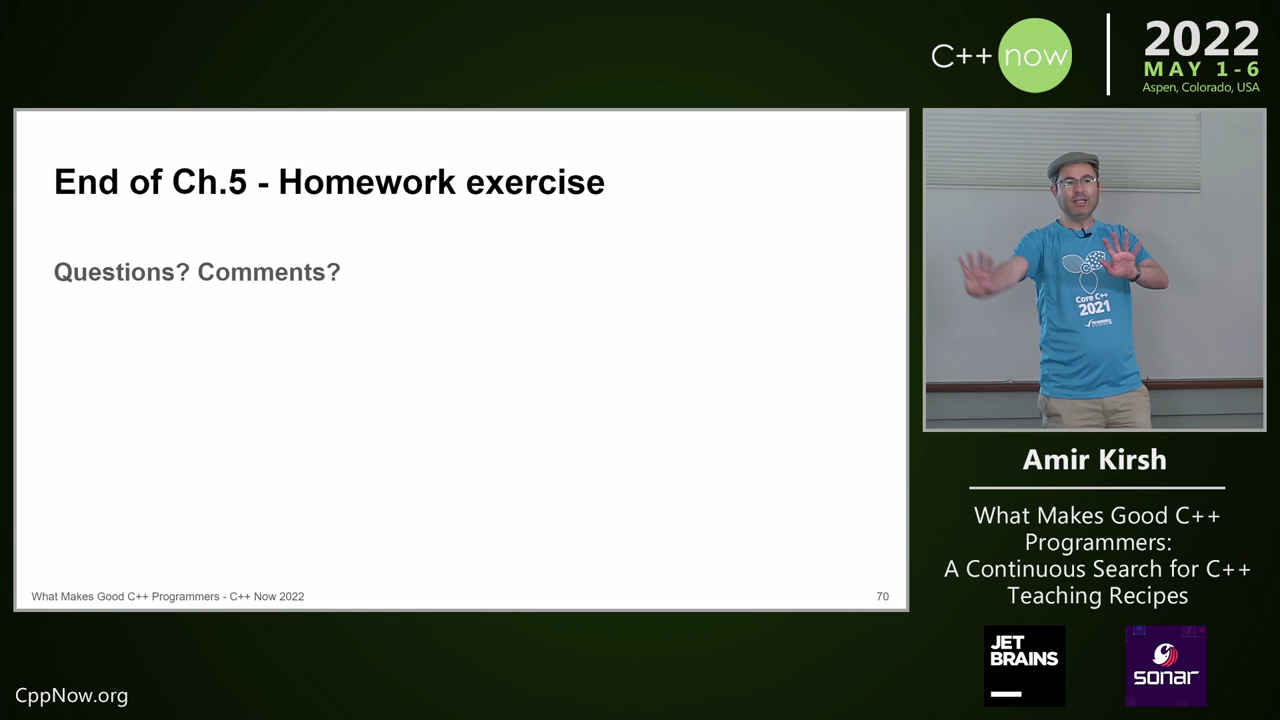 C++ now
2022
MAY 1-6
Aspen, Colorado, USA
End of Ch.5 - Homework exercise
Questions? Comments?
What Makes Good C++ Programmers - C++ Now 2022
70
Core C++
2021
Amir Kirsh
What Makes Good C++
Programmers:
A Continuous Search for C++
Teaching Recipes
JET
BRAINS
sonar
CppNow.org